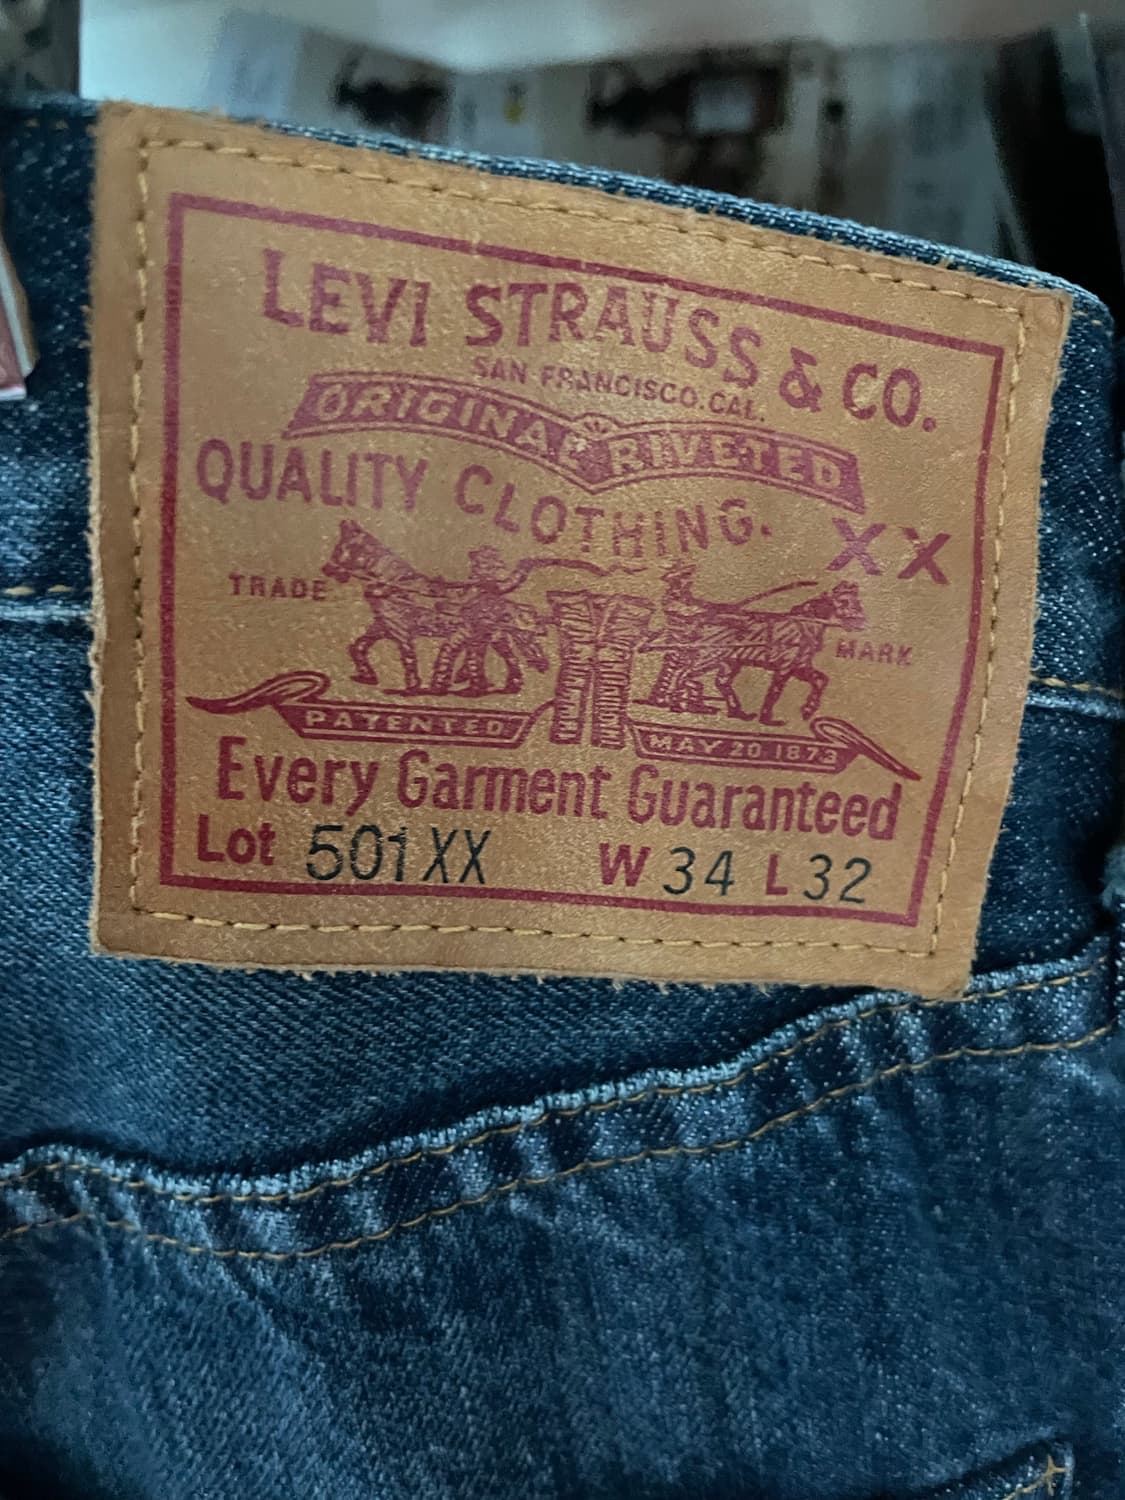 LEVI STRAUSS & CO.
SAN FRANCISCO.CAL.
ORIGINAL RIVETED
QUALITY CLOTHING.
XX
TRADE MARK
PATENTED MAY 20 1873
Every Garment Guaranteed
Lot 501XX W 34 L 32